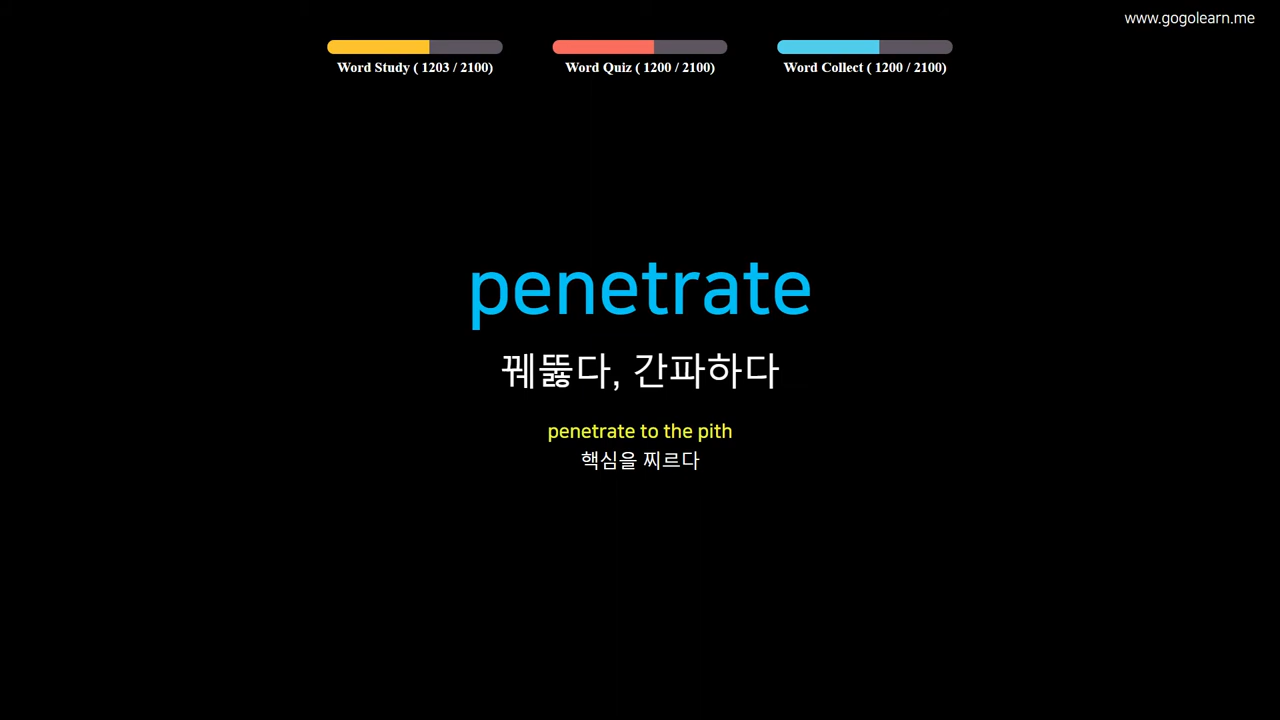 www.gogolearn.me
Word Study ( 1203 / 2100)
Word Quiz ( 1200 / 2100)
Word Collect ( 1200 / 2100)
penetrate
꿰뚫다, 간파하다
penetrate to the pith
핵심을 찌르다